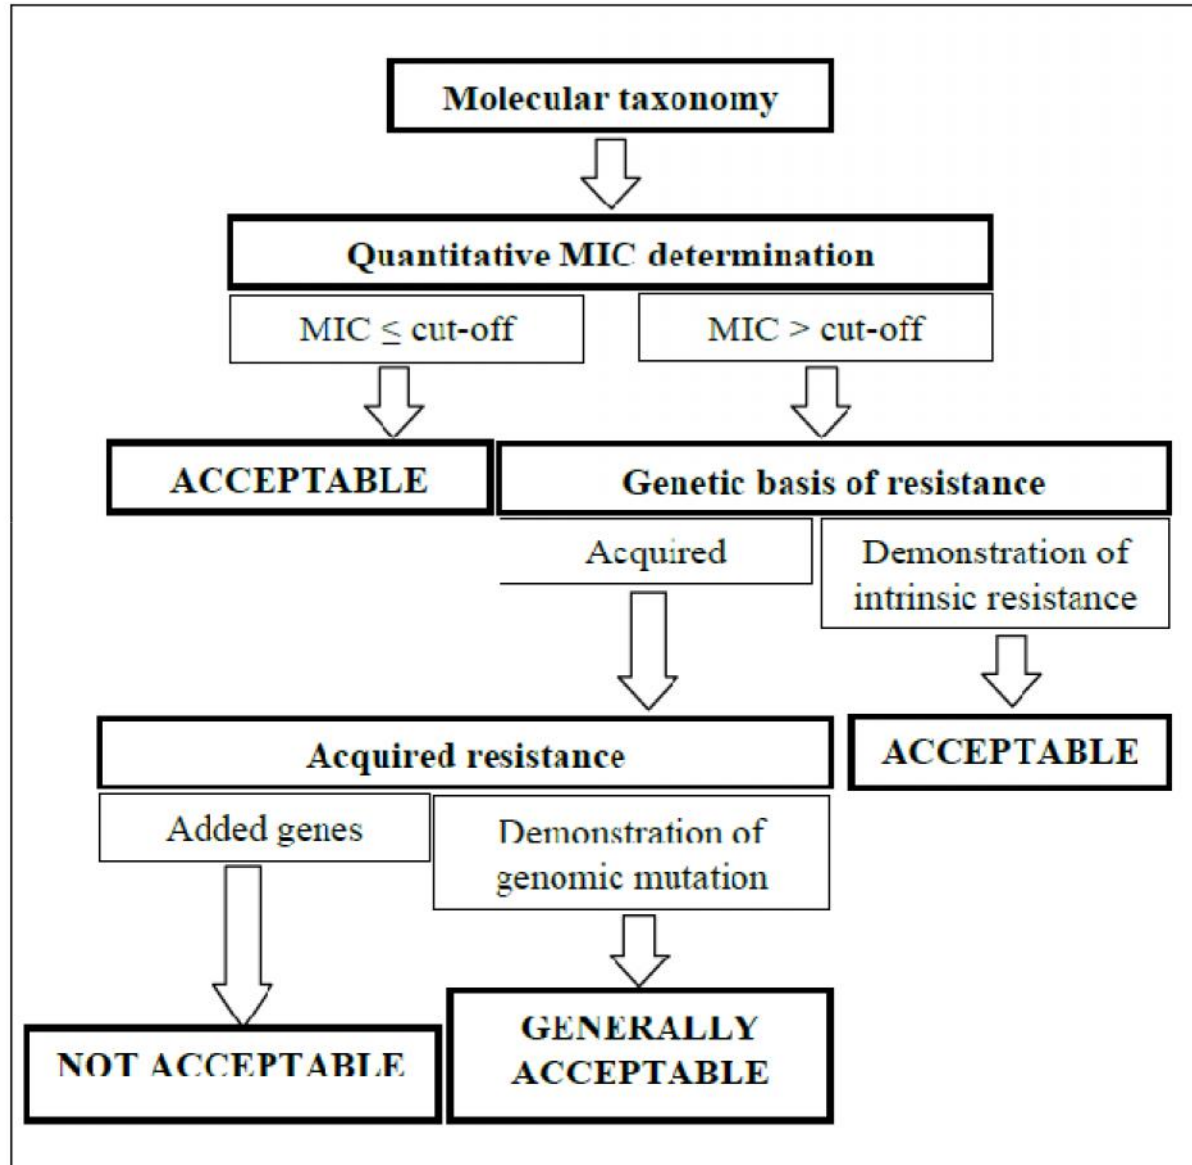 Molecular taxonomy
Quantitative MIC determination
MIC ≤ cut-off
MIC > cut-off
ACCEPTABLE
Genetic basis of resistance
Acquired
Demonstration of
intrinsic resistance
Acquired resistance
ACCEPTABLE
Added genes
Demonstration of
genomic mutation
NOT ACCEPTABLE
GENERALLY
ACCEPTABLE